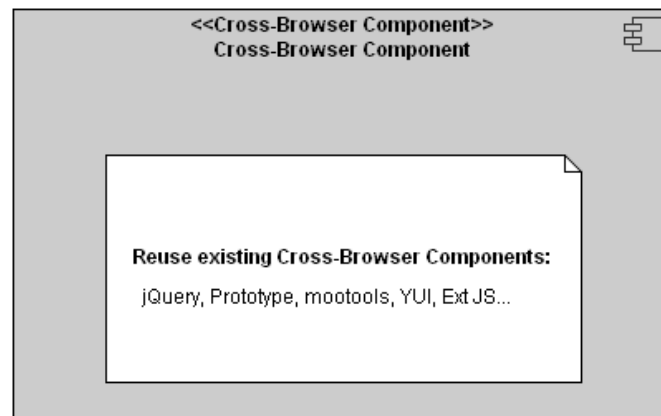 <<Cross-Browser Component>>
Cross-Browser Component
Reuse existing Cross-Browser Components:
jQuery, Prototype, mootools, YUI, Ext JS...